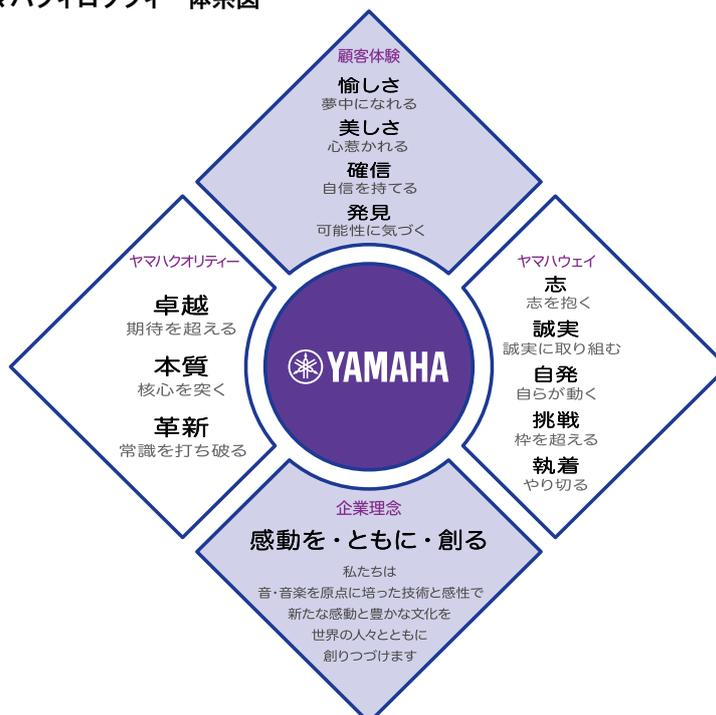 ハフィロソフィー体系図
顧客体験
愉しさ
夢中になれる
美しさ
心惹かれる
確信
自信を持てる
発見
可能性に気づく
ヤマハクオリティー
卓越
期待を超える
本質
核心を突く
革新
常識を打ち破る
YAMAHA
ヤマハウェイ
志
志を抱く
誠実
誠実に取り組む
自発
自らが動く
挑戦
枠を超える
執着
やり切る
企業理念
感動を・ともに・創る
私たちは
音・音楽を原点に培った技術と感性で
新たな感動と豊かな文化を
世界の人々とともに
創りつづけます